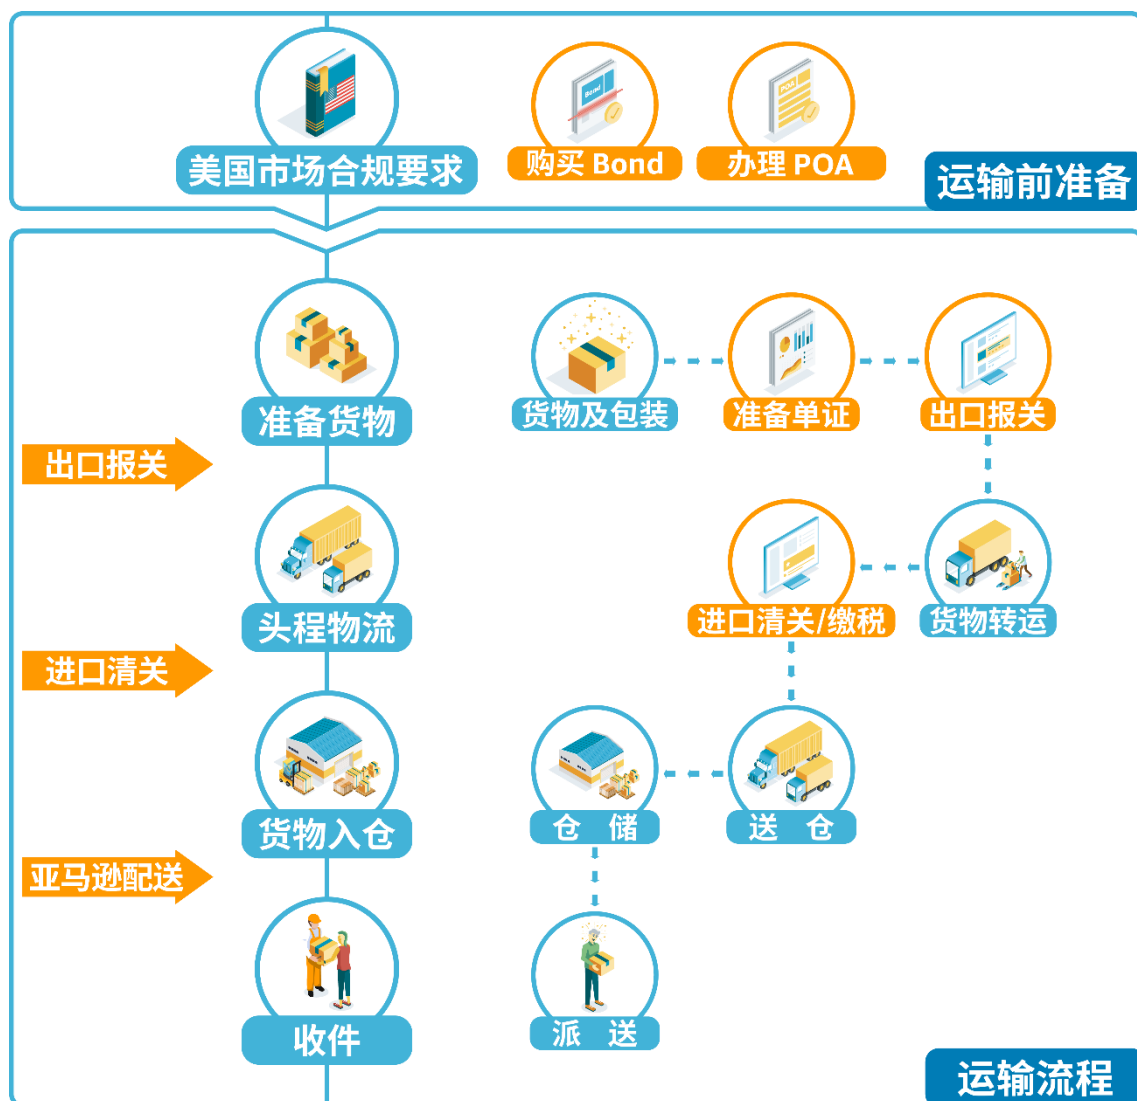 Bond
POA
美国市场合规要求
购买 Bond
办理 POA
运输前准备
准备货物
货物及包装
准备单证
出口报关
出口报关
头程物流
进口清关/缴税
货物转运
进口清关
货物入仓
仓 储
送 仓
亚马逊配送
收件
派 送
运输流程